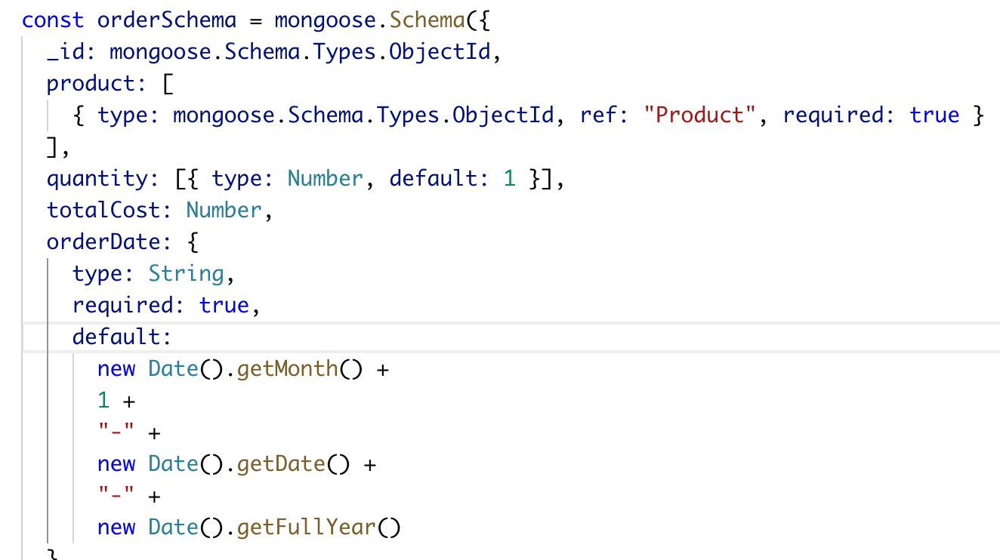 const orderSchema = mongoose.Schema({
  _id: mongoose.Schema.Types.ObjectId,
  product: [
    { type: mongoose.Schema.Types.ObjectId, ref: "Product", required: true }
  ],
  quantity: [{ type: Number, default: 1 }],
  totalCost: Number,
  orderDate: {
    type: String,
    required: true,
    default:
      new Date().getMonth() +
      1 +
      "-" +
      new Date().getDate() +
      "-" +
      new Date().getFullYear()
  }